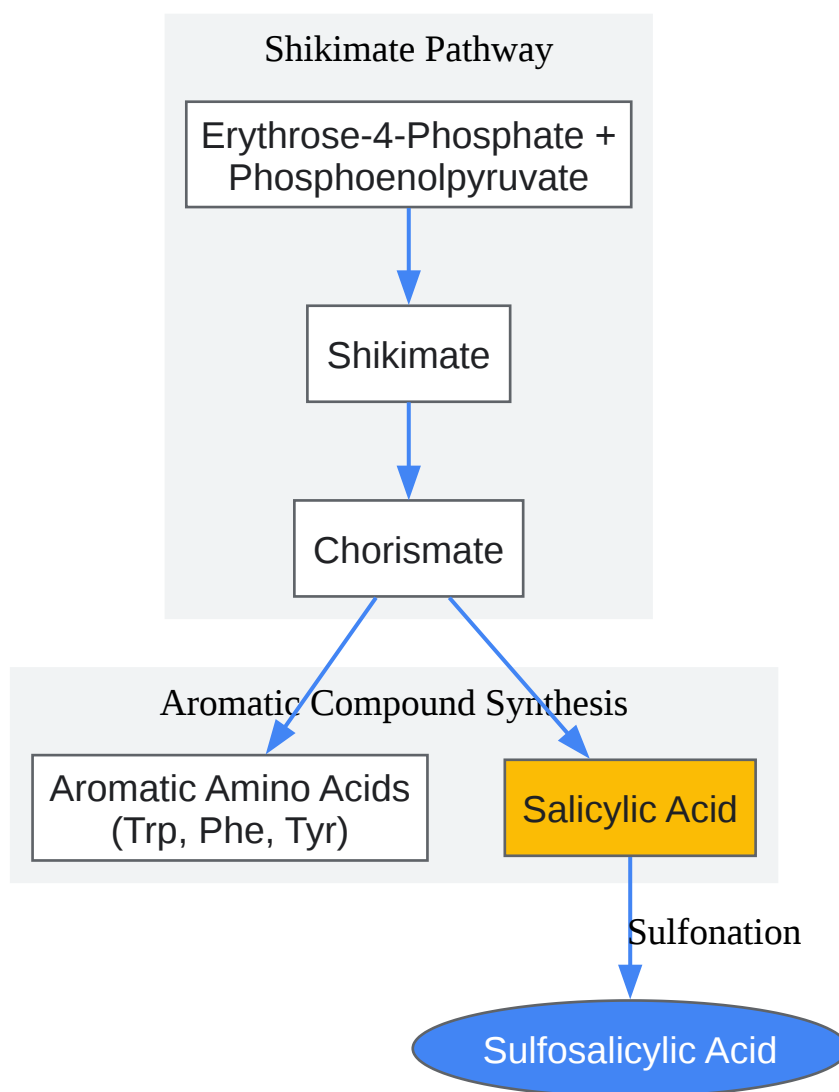 Shikimate Pathway
Erythrose-4-Phosphate +
Phosphoenolpyruvate
Shikimate
Chorismate
Aromatic Compound Synthesis
Aromatic Amino Acids
(Trp, Phe, Tyr)
Salicylic Acid
Sulfonation
Sulfosalicylic Acid